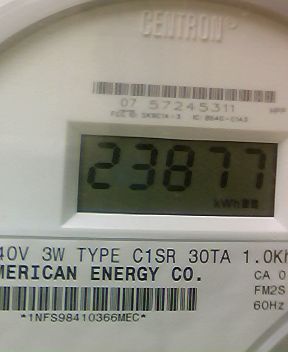 CENTRON
07 57245311
23877
kWh
40V 3W TYPE C1SR 30TA 1.0Kh
MERICAN ENERGY CO.
CA 0
FM2S
60Hz
*1NFS98410366MEC*